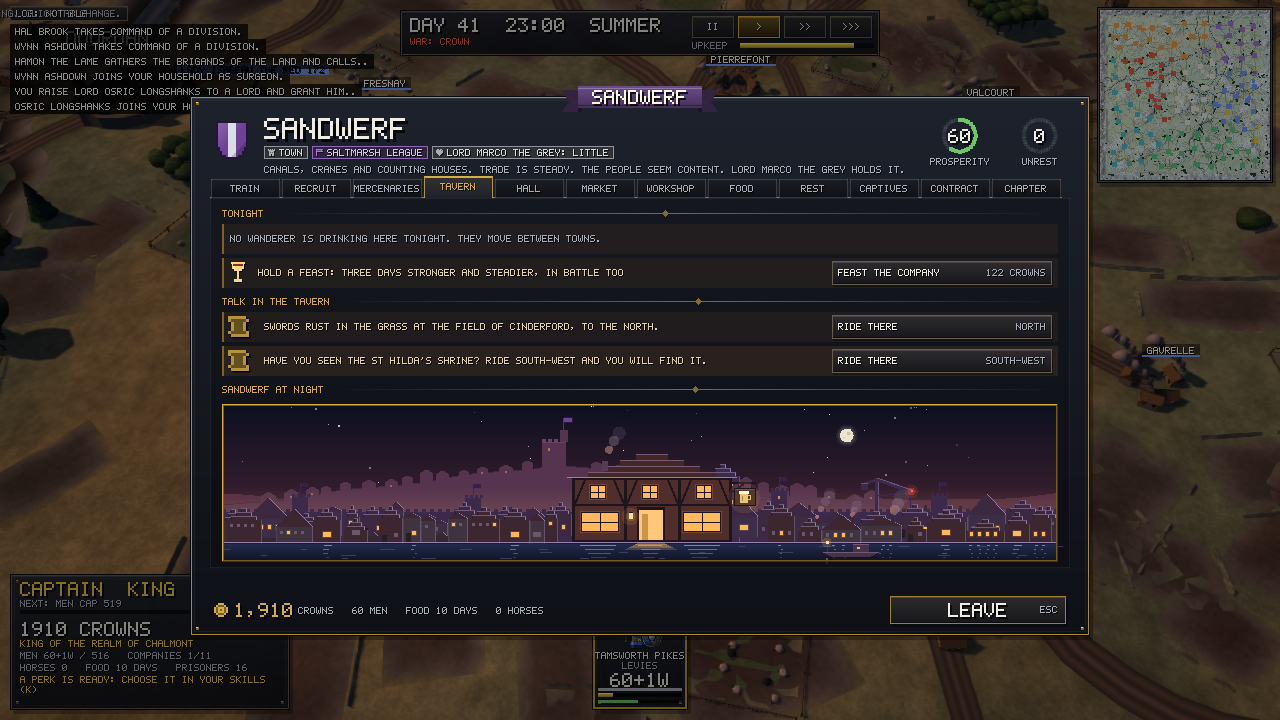 DAY 41 23:00 SUMMER
WAR: CROWN
II > >> >>>
UPKEEP
HAL BROOK TAKES COMMAND OF A DIVISION.
WYNN ASHDOWN TAKES COMMAND OF A DIVISION.
HAMON THE LAME GATHERS THE BRIGANDS OF THE LAND AND CALLS..
WYNN ASHDOWN JOINS YOUR HOUSEHOLD AS SURGEON.
YOU RAISE LORD OSRIC LONGSHANKS TO A LORD AND GRANT HIM..
OSRIC LONGSHANKS JOINS YOUR H
PIERREFONT
FRESNAY
VALCOURT
GAVRELLE
SANDWERF
SANDWERF
TOWN SALTMARSH LEAGUE LORD MARCO THE GREY: LITTLE
60 0
PROSPERITY UNREST
CANALS, CRANES AND COUNTING HOUSES. TRADE IS STEADY. THE PEOPLE SEEM CONTENT. LORD MARCO THE GREY HOLDS IT.
TRAIN RECRUIT MERCENARIES TAVERN HALL MARKET WORKSHOP FOOD REST CAPTIVES CONTRACT CHAPTER
TONIGHT
NO WANDERER IS DRINKING HERE TONIGHT. THEY MOVE BETWEEN TOWNS.
HOLD A FEAST: THREE DAYS STRONGER AND STEADIER, IN BATTLE TOO
FEAST THE COMPANY 122 CROWNS
TALK IN THE TAVERN
SWORDS RUST IN THE GRASS AT THE FIELD OF CINDERFORD, TO THE NORTH.
RIDE THERE NORTH
HAVE YOU SEEN THE ST HILDA'S SHRINE? RIDE SOUTH-WEST AND YOU WILL FIND IT.
RIDE THERE SOUTH-WEST
SANDWERF AT NIGHT
1,910 CROWNS 60 MEN FOOD 10 DAYS 0 HORSES
LEAVE ESC
CAPTAIN KING
NEXT: MEN CAP 519
1910 CROWNS
KING OF THE REALM OF CHALMONT
MEN 60+1W / 516 COMPANIES 1/11
HORSES 0 FOOD 10 DAYS PRISONERS 16
A PERK IS READY: CHOOSE IT IN YOUR SKILLS
(K)
TAMSWORTH PIKES
LEVIES
60+1W